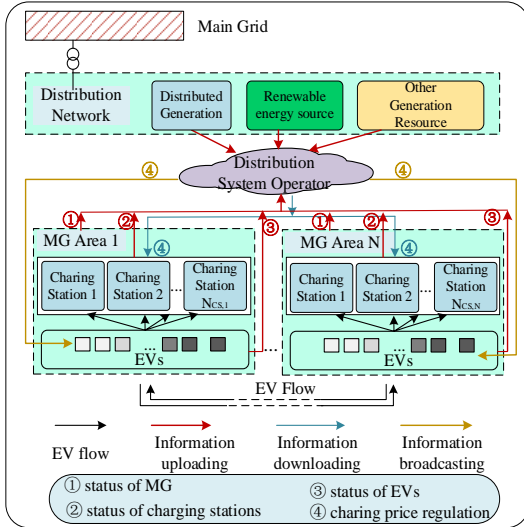 Main Grid
Distribution
Network
Distributed
Generation
Renewable
energy source
Other
Generation
Resource
Distribution
System Operator
④
④
①
②
④
③
①
②
④
③
MG Area 1
MG Area N
Charing
Station 1
Charing
Station 2
...
Charing
Station
N_CS,1
Charing
Station 1
Charing
Station 2
...
Charing
Station
N_CS,N
...
EVs
...
...
EVs
EV Flow
EV flow
Information
uploading
Information
downloading
Information
broadcasting
① status of MG
② status of charging stations
③ status of EVs
④ charing price regulation